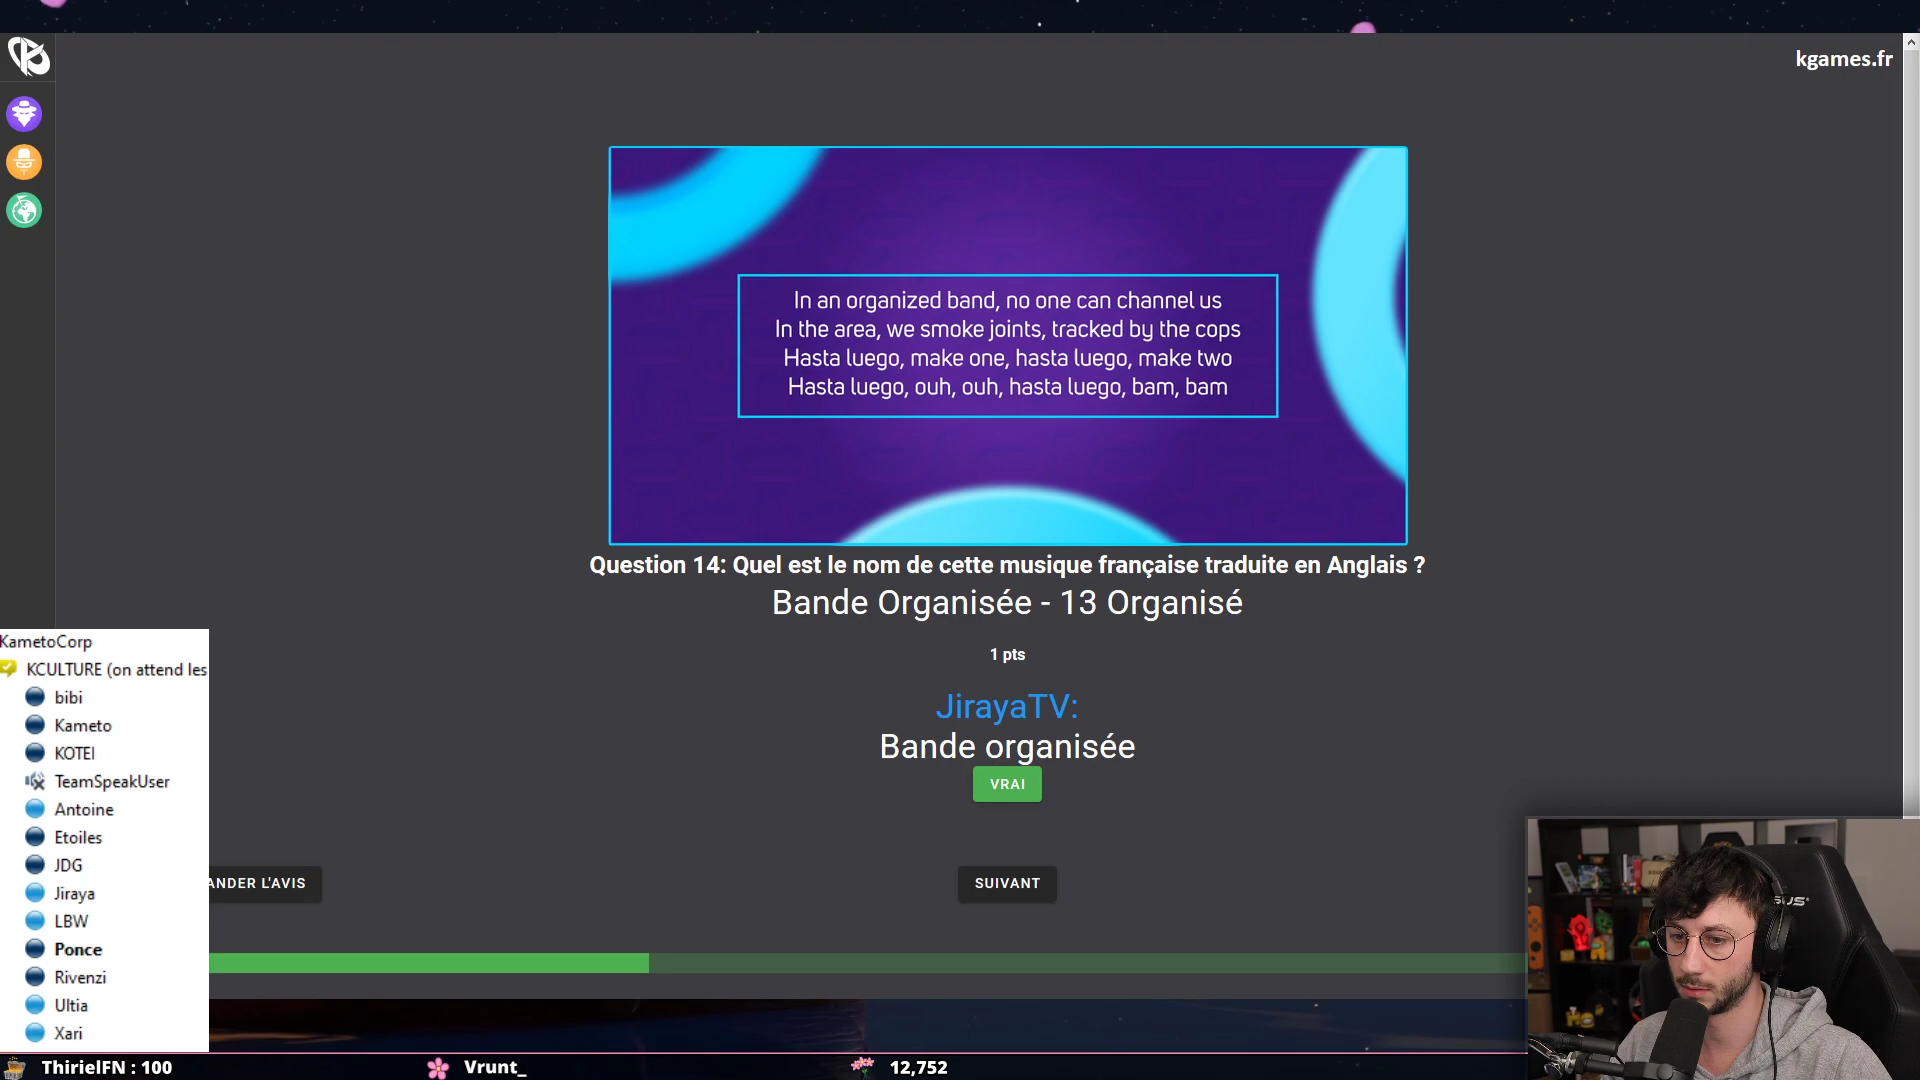 kgames.fr
In an organized band, no one can channel us
In the area, we smoke joints, tracked by the cops
Hasta luego, make one, hasta luego, make two
Hasta luego, ouh, ouh, hasta luego, bam, bam
Question 14: Quel est le nom de cette musique française traduite en Anglais ?
Bande Organisée - 13 Organisé
1 pts
JirayaTV:
Bande organisée
VRAI
ANDER L'AVIS
SUIVANT
KametoCorp
KCULTURE (on attend les
bibi
Kameto
KOTEI
TeamSpeakUser
Antoine
Etoiles
JDG
Jiraya
LBW
Ponce
Rivenzi
Ultia
Xari
ThirielFN : 100
Vrunt_
12,752